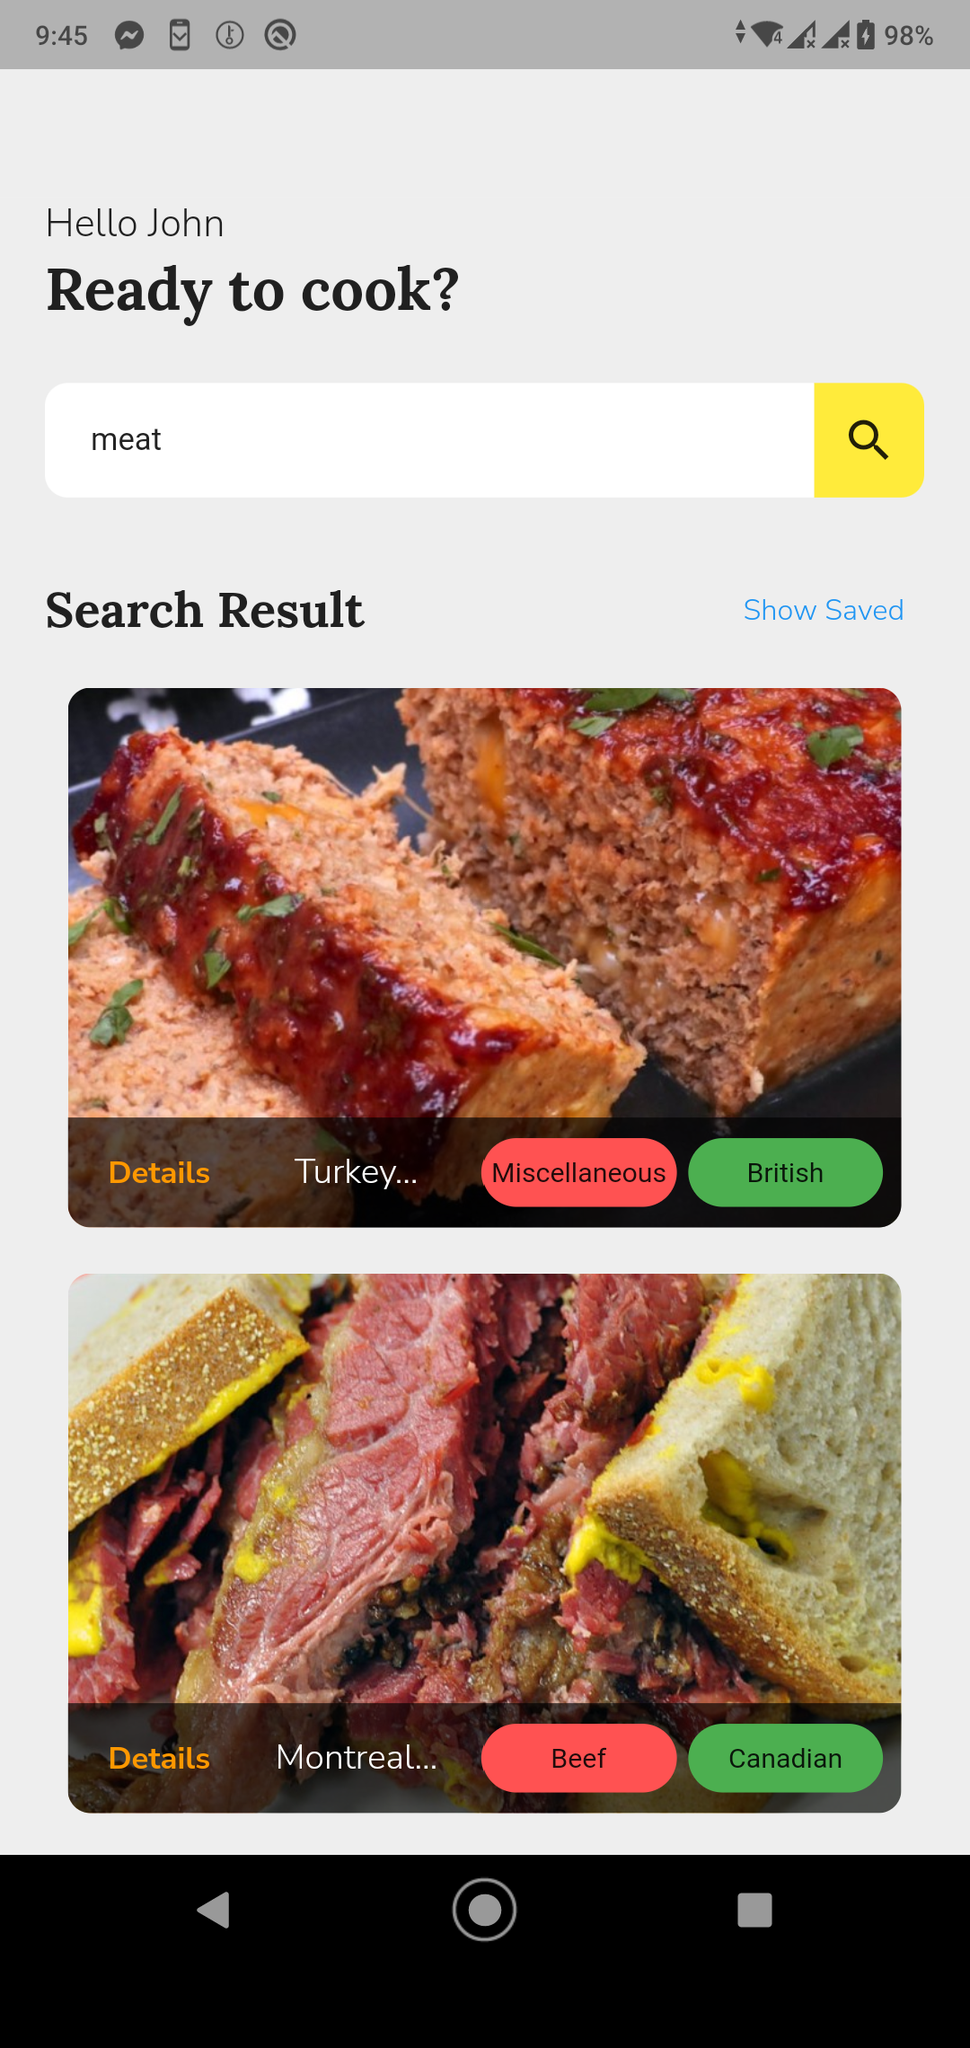 9:45 4 98%
Hello John
Ready to cook?
meat
Search Result Show Saved
Details Turkey... Miscellaneous British
Details Montreal... Beef Canadian